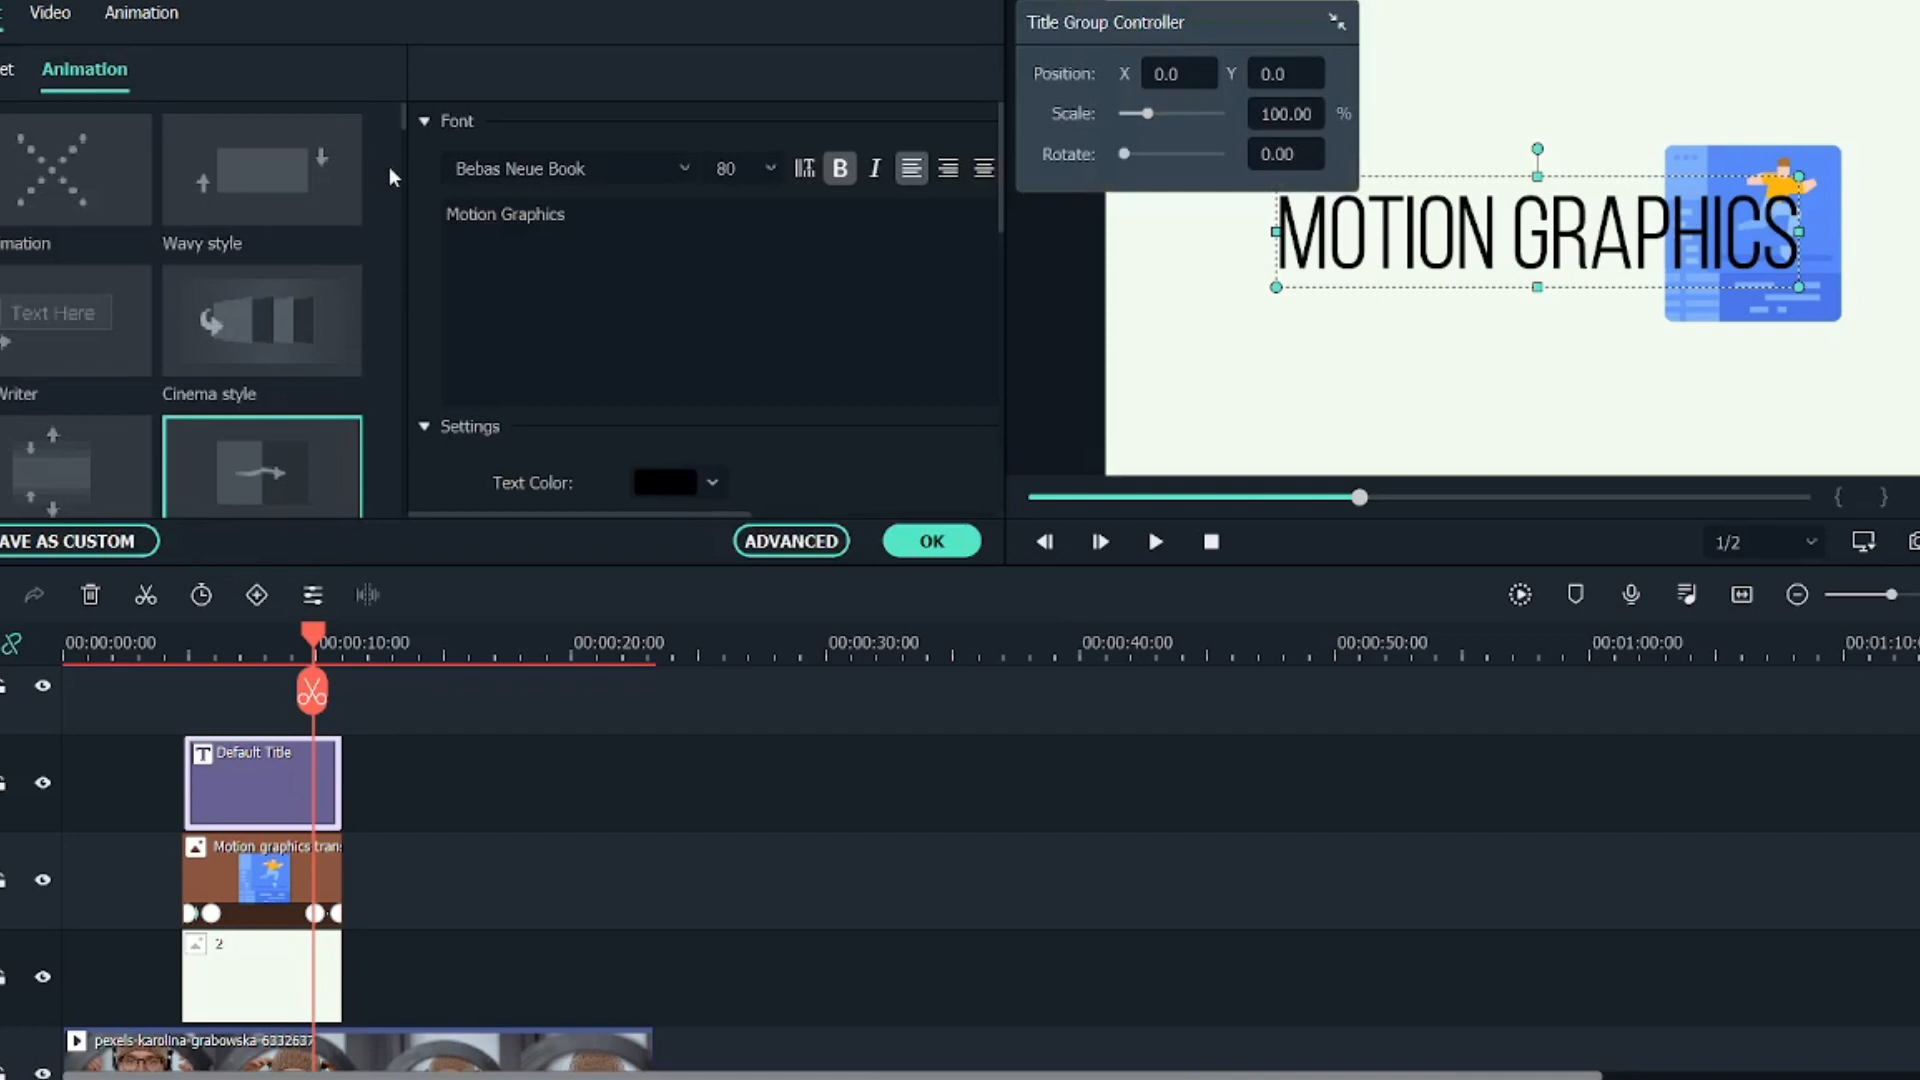 Video
Animation
Title Group Controller
et
Animation
Position:
X
0.0
Y
0.0
Scale:
100.00
%
Rotate:
0.00
Font
Bebas Neue Book
80
B
I
Motion Graphics
MOTION GRAPHICS
mation
Wavy style
Text Here
Writer
Cinema style
Settings
Text Color:
AVE AS CUSTOM
ADVANCED
OK
{ }
1/2
00:00:00:00
00:00:10:00
00:00:20:00
00:00:30:00
00:00:40:00
00:00:50:00
00:01:00:00
00:01:10:0
T Default Title
Motion graphics tran
2
pexels-karolina-grabowska-6332637